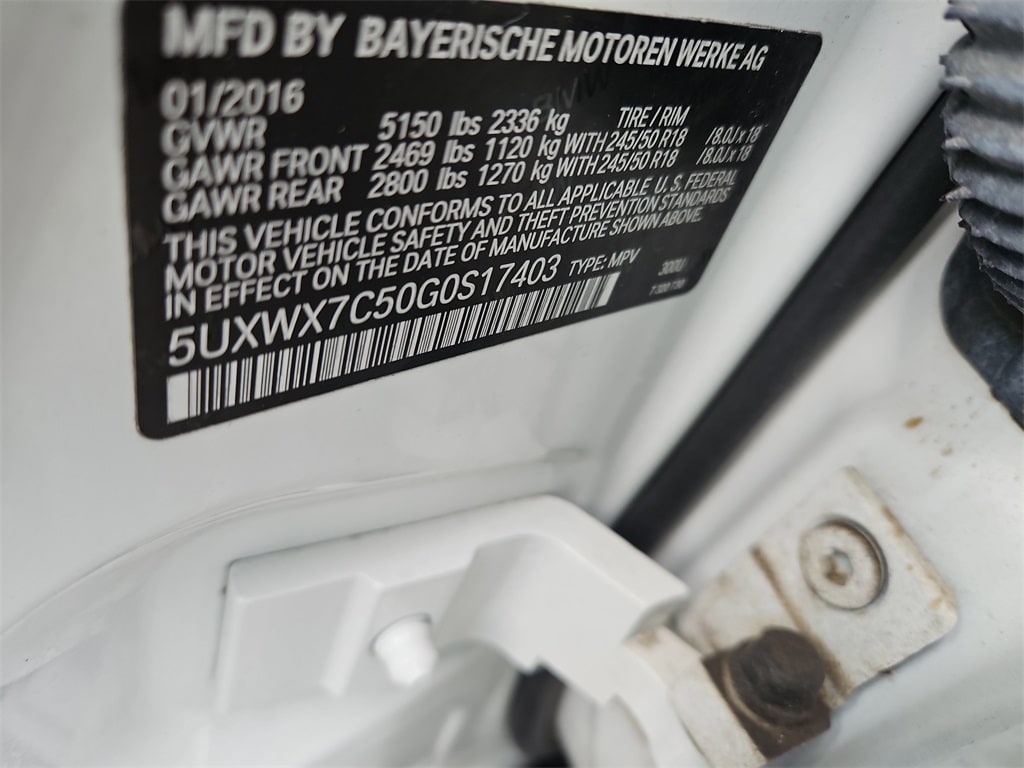 MFD BY BAYERISCHE MOTOREN WERKE AG
01/2016 TIRE / RIM
GVWR 5150 lbs 2336 kg
GAWR FRONT 2469 lbs 1120 kg WITH 245/50 R18 /8.0J x 18
GAWR REAR 2800 lbs 1270 kg WITH 245/50 R18 /8.0J x 18
THIS VEHICLE CONFORMS TO ALL APPLICABLE U.S. FEDERAL
MOTOR VEHICLE SAFETY AND THEFT PREVENTION STANDARDS
IN EFFECT ON THE DATE OF MANUFACTURE SHOWN ABOVE.
5UXWX7C50G0S17403 TYPE: MPV 300U